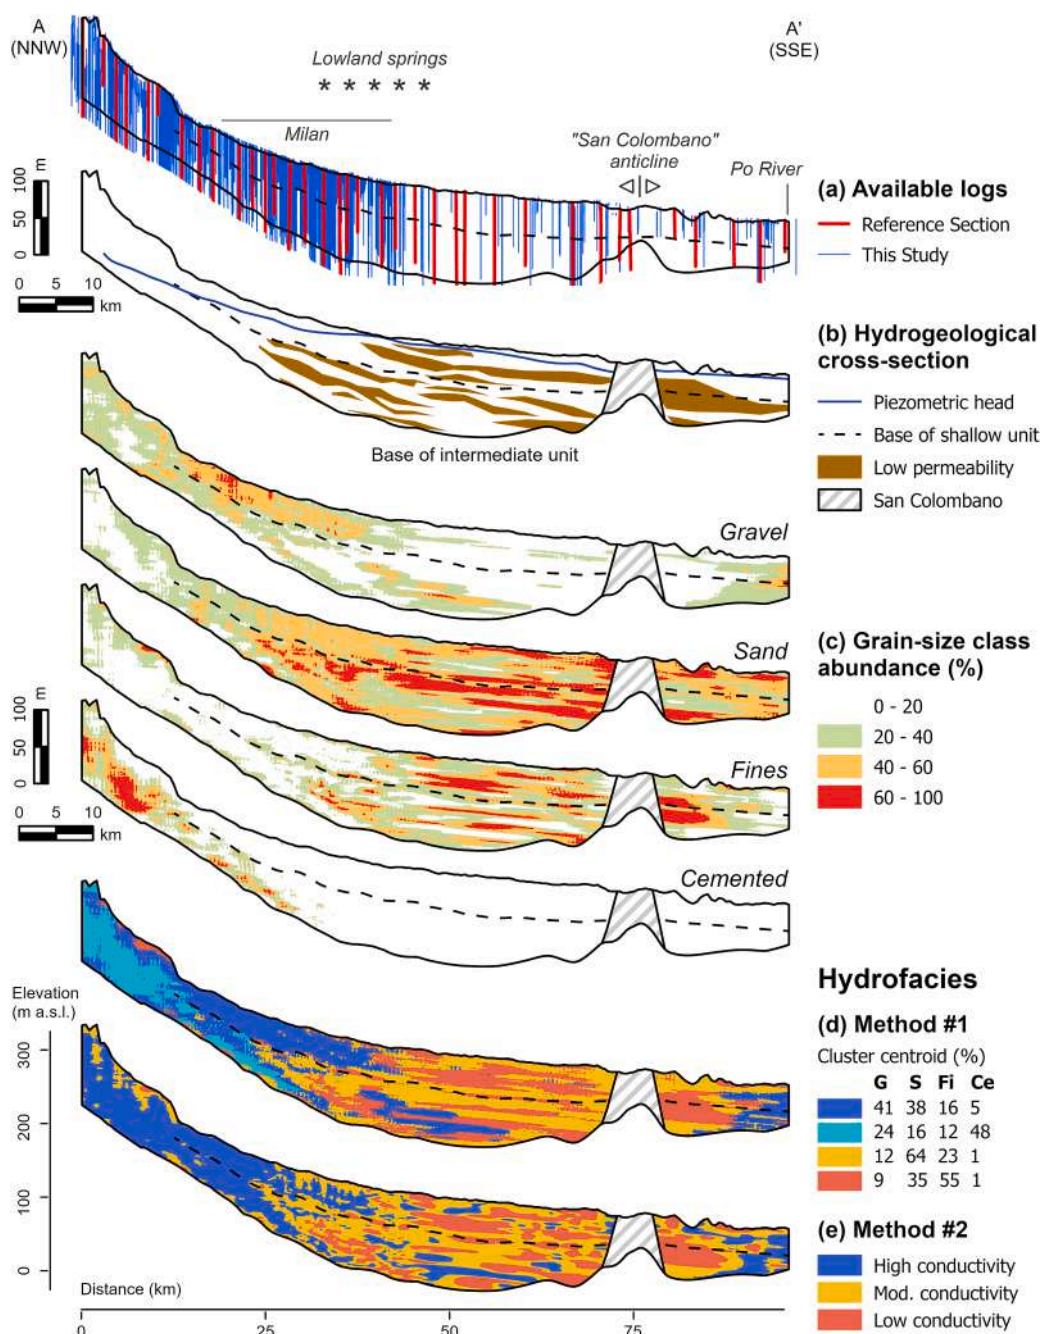 A
(NNW)
A'
(SSE)
Lowland springs
* * * * *
Milan
"San Colombano"
anticline
Po River
100
50
0
m
0 5 10
km
(a) Available logs
Reference Section
This Study
(b) Hydrogeological
cross-section
Piezometric head
Base of shallow unit
Low permeability
San Colombano
Base of intermediate unit
Gravel
Sand
Fines
Cemented
(c) Grain-size class
abundance (%)
0 - 20
20 - 40
40 - 60
60 - 100
100
50
0
m
0 5 10
km
Hydrofacies
(d) Method #1
Cluster centroid (%)
G S Fi Ce
41 38 16 5
24 16 12 48
12 64 23 1
9 35 55 1
(e) Method #2
High conductivity
Mod. conductivity
Low conductivity
Elevation
(m a.s.l.)
300
200
100
0
Distance (km)
0 25 50 75